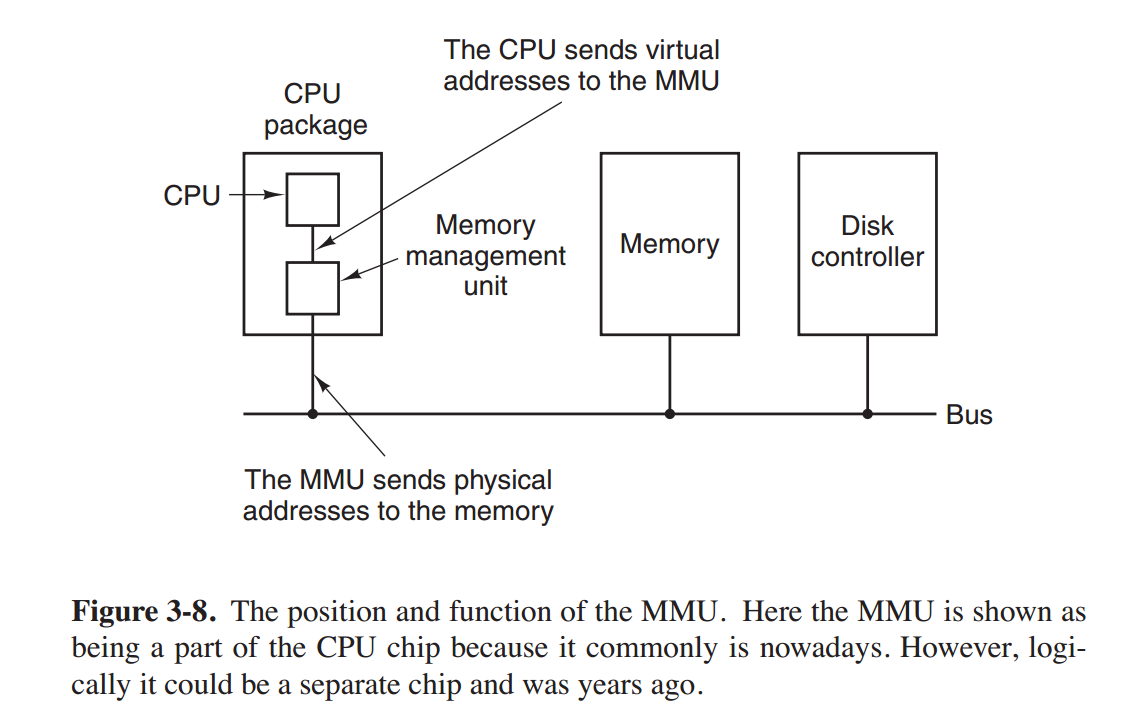 The CPU sends virtual
addresses to the MMU
CPU
package
CPU
Memory
management
unit
Memory
Disk
controller
Bus
The MMU sends physical
addresses to the memory
Figure 3-8. The position and function of the MMU. Here the MMU is shown as
being a part of the CPU chip because it commonly is nowadays. However, logi-
cally it could be a separate chip and was years ago.